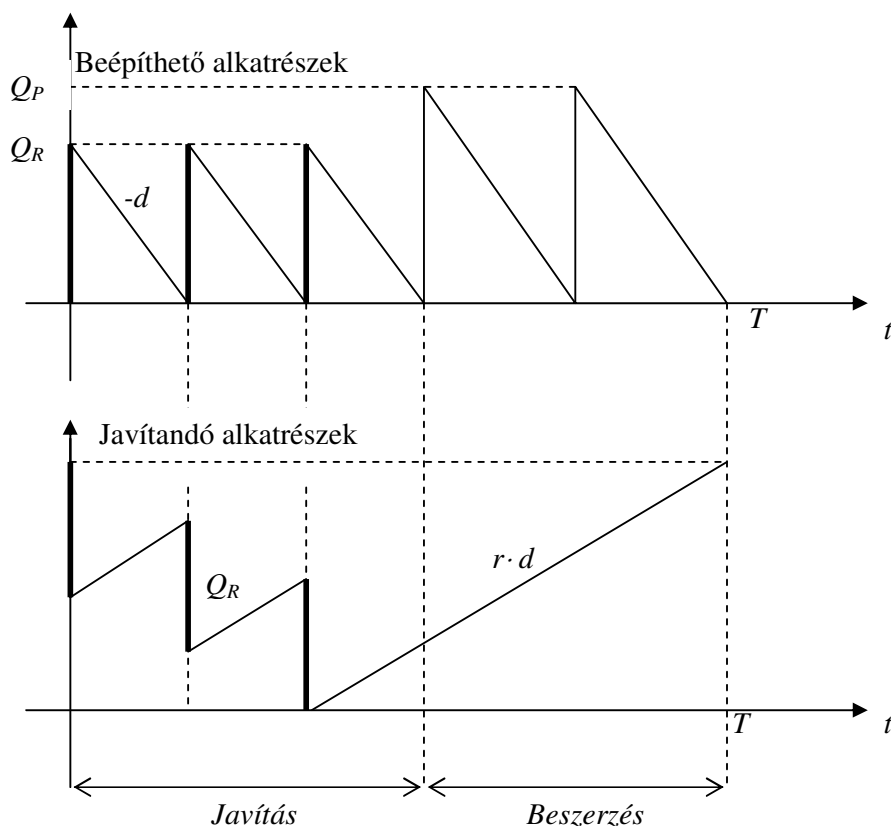 Beépíthető alkatrészek
Q_P
Q_R
-d
T
t
Javítandó alkatrészek
Q_R
r·d
T
t
Javítás
Beszerzés